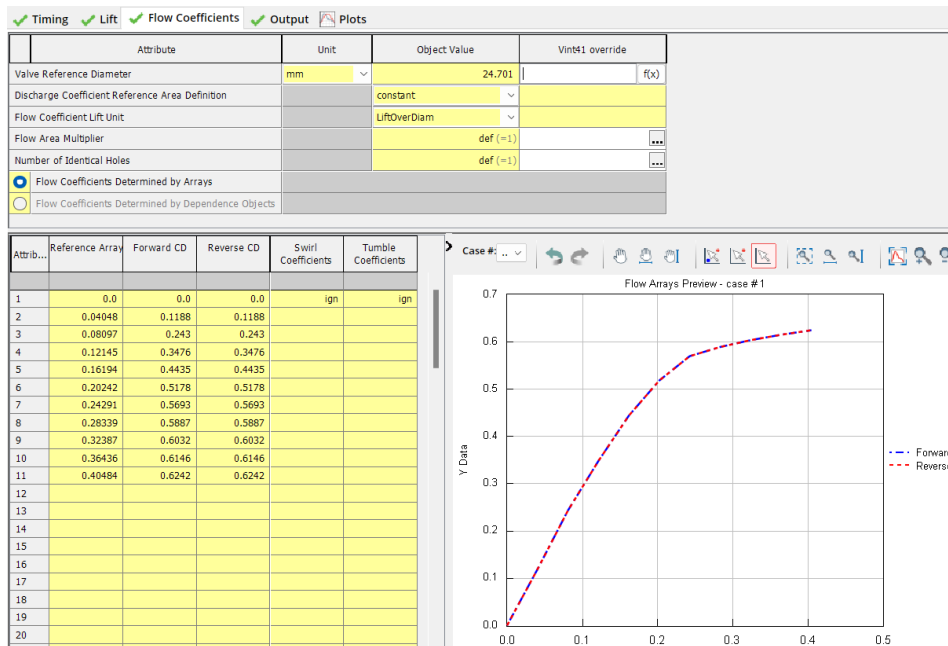 Timing Lift Flow Coefficients Output Plots
Attribute Unit Object Value Vint41 override
Valve Reference Diameter mm 24.701 f(x)
Discharge Coefficient Reference Area Definition constant
Flow Coefficient Lift Unit LiftOverDiam
Flow Area Multiplier def (=1) ...
Number of Identical Holes def (=1) ...
Flow Coefficients Determined by Arrays
Flow Coefficients Determined by Dependence Objects
Attrib... Reference Array Forward CD Reverse CD Swirl Coefficients Tumble Coefficients
1 0.0 0.0 0.0 ign ign
2 0.04048 0.1188 0.1188
3 0.08097 0.243 0.243
4 0.12145 0.3476 0.3476
5 0.16194 0.4435 0.4435
6 0.20242 0.5178 0.5178
7 0.24291 0.5693 0.5693
8 0.28339 0.5887 0.5887
9 0.32387 0.6032 0.6032
10 0.36436 0.6146 0.6146
11 0.40484 0.6242 0.6242
12
13
14
15
16
17
18
19
20
Case #: ..
Flow Arrays Preview - case # 1
0.7
0.6
0.5
0.4
0.3
0.2
0.1
0.0
Y Data
0.0 0.1 0.2 0.3 0.4 0.5
Forward
Reverse